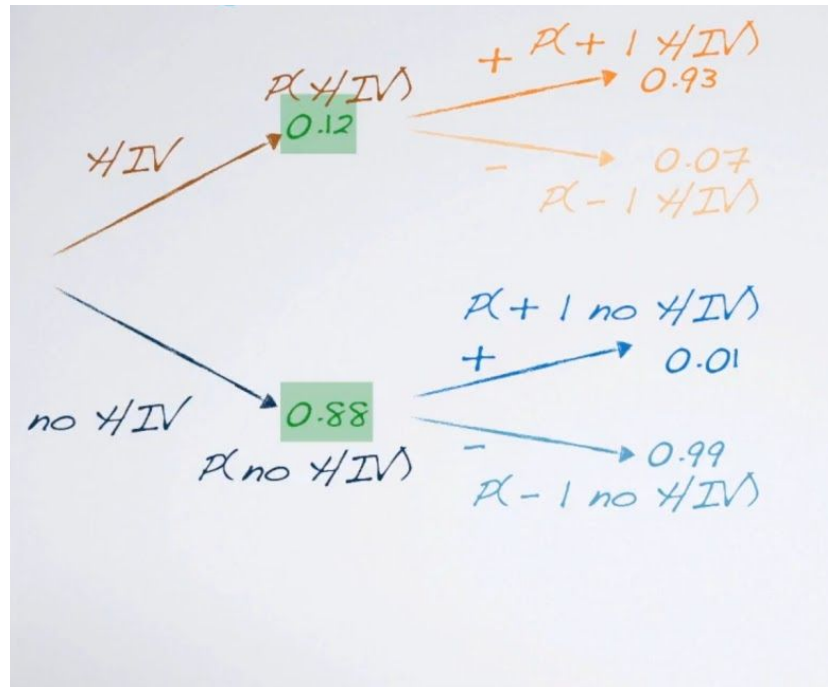 + P(+ | HIV)
0.93
P(HIV)
0.12
HIV
- 0.07
P(- | HIV)
P(+ | no HIV)
+ 0.01
no HIV
0.88
- 0.99
P(no HIV)
P(- | no HIV)